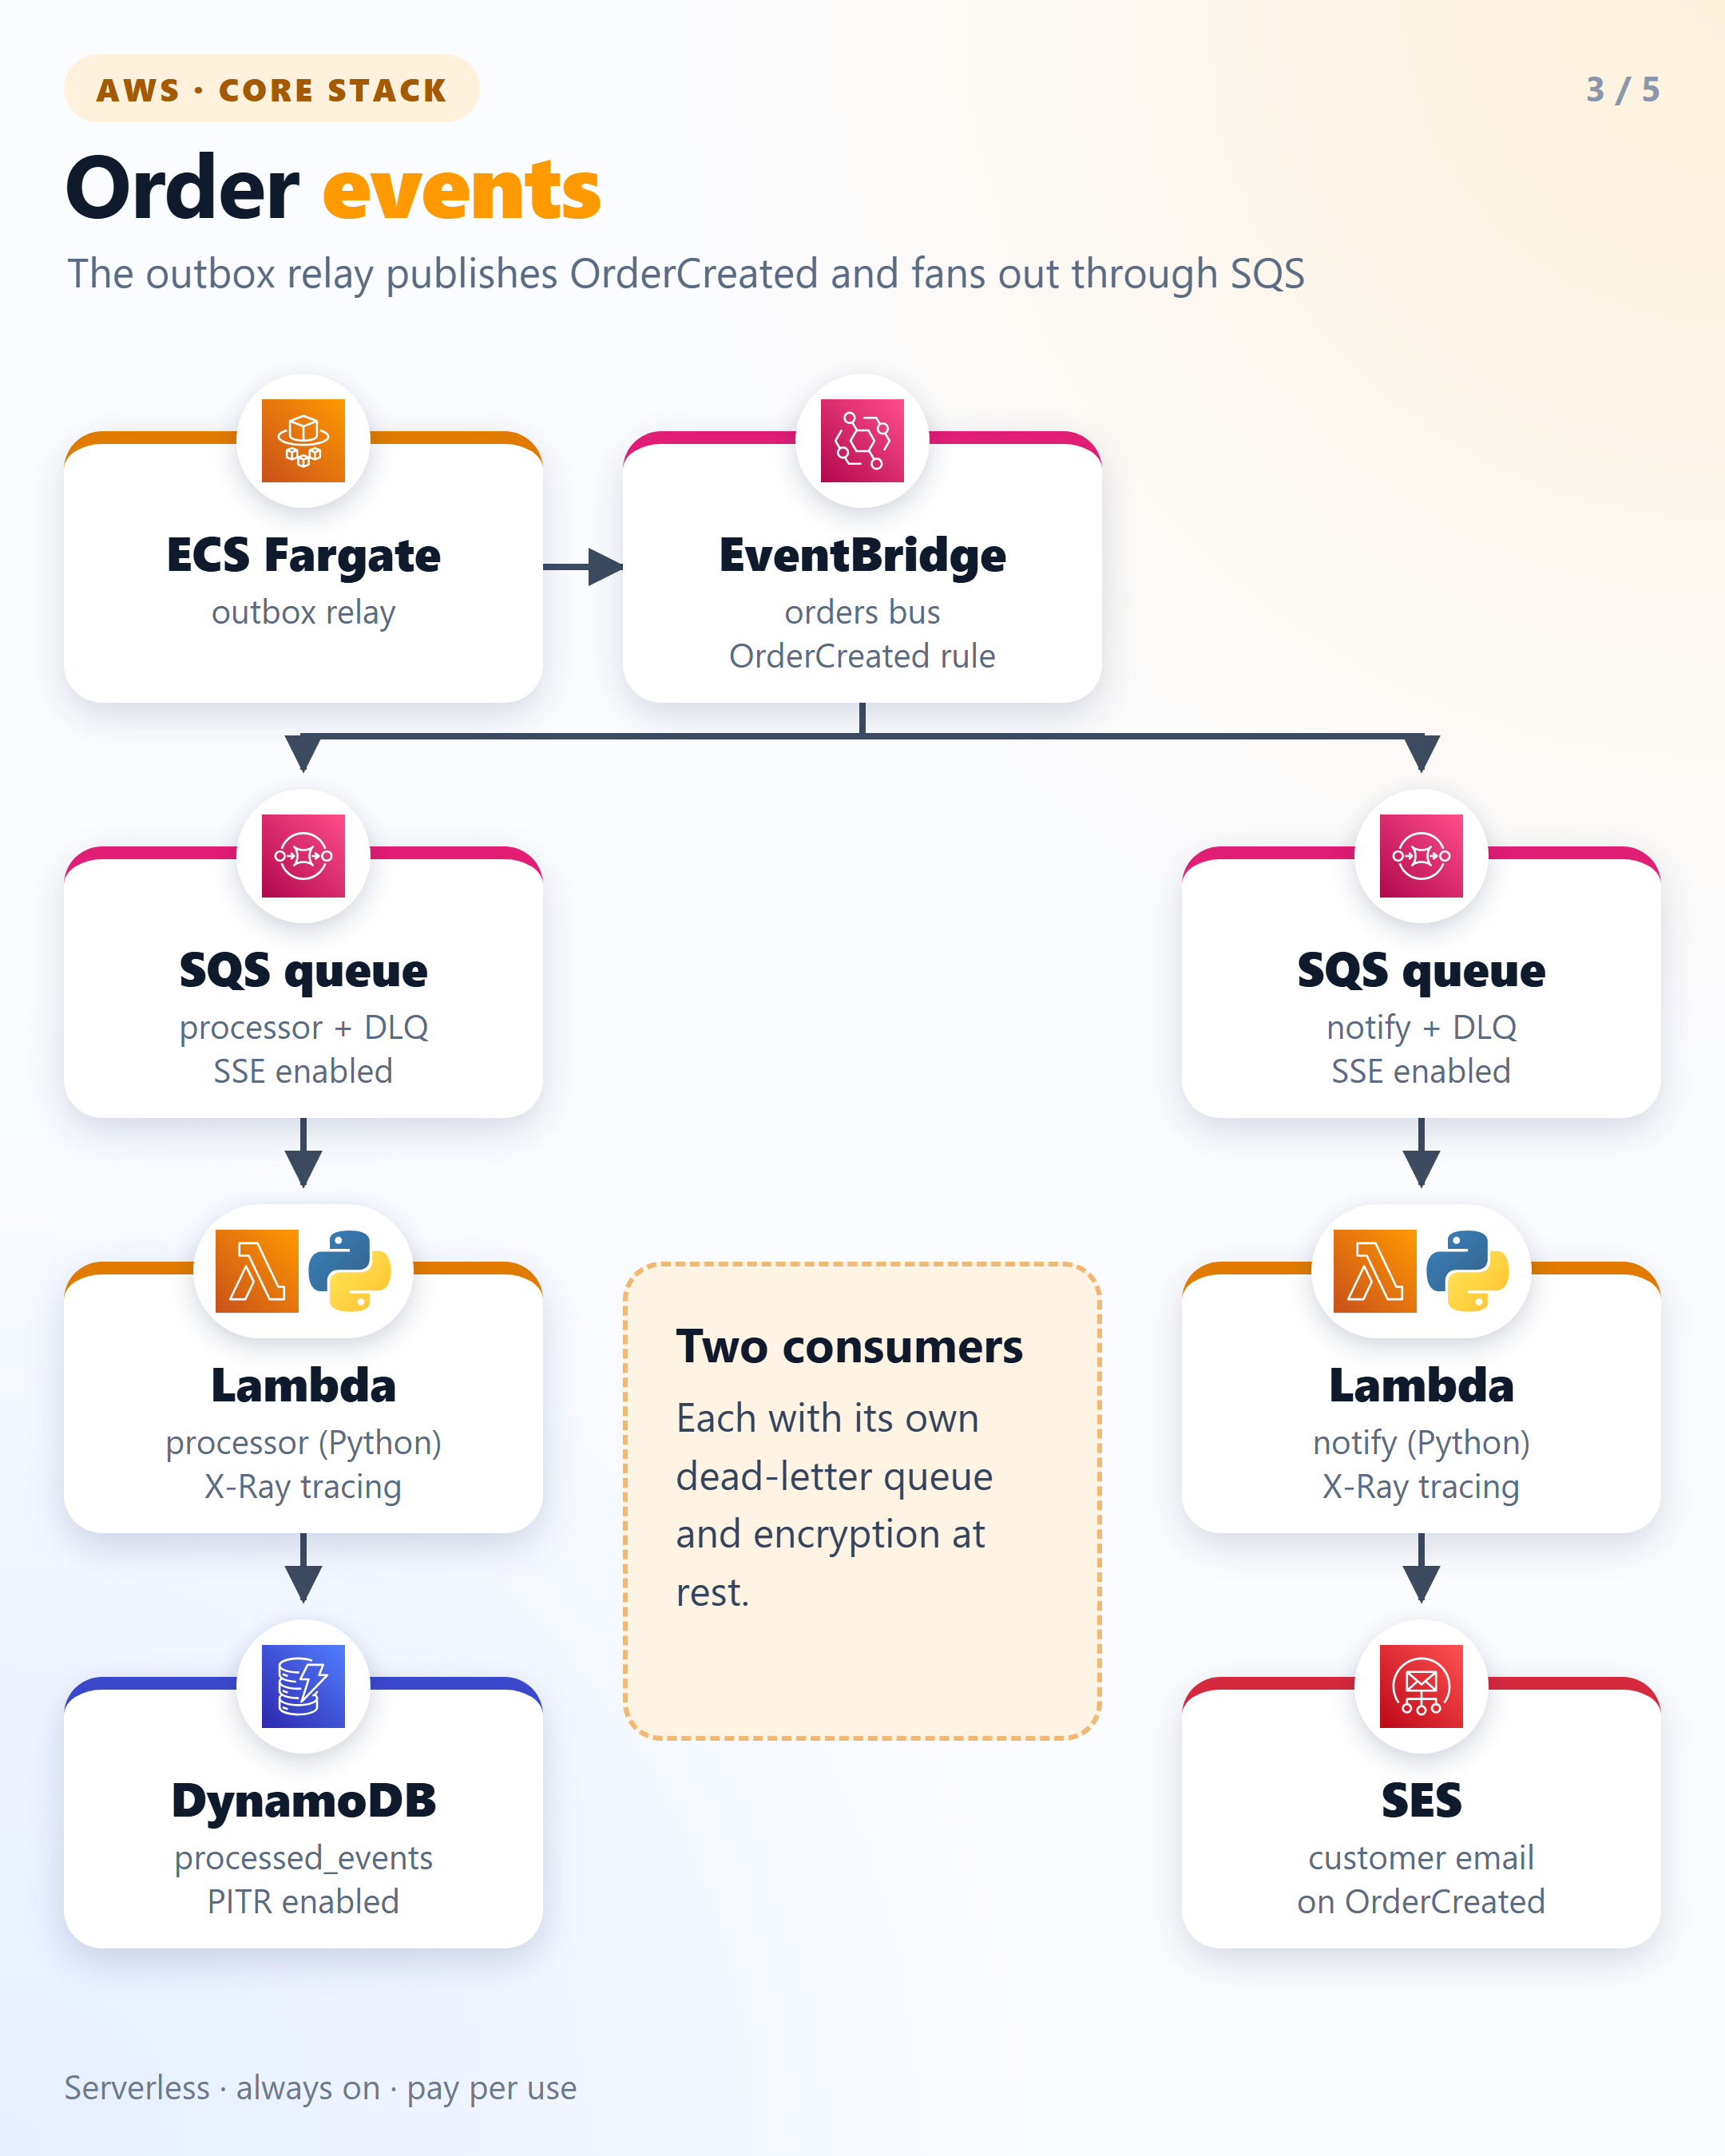 AWS · CORE STACK
3 / 5
Order events
The outbox relay publishes OrderCreated and fans out through SQS
ECS Fargate
outbox relay
EventBridge
orders bus
OrderCreated rule
SQS queue
processor + DLQ
SSE enabled
SQS queue
notify + DLQ
SSE enabled
Lambda
processor (Python)
X-Ray tracing
Two consumers
Each with its own
dead-letter queue
and encryption at
rest.
Lambda
notify (Python)
X-Ray tracing
DynamoDB
processed_events
PITR enabled
SES
customer email
on OrderCreated
Serverless · always on · pay per use